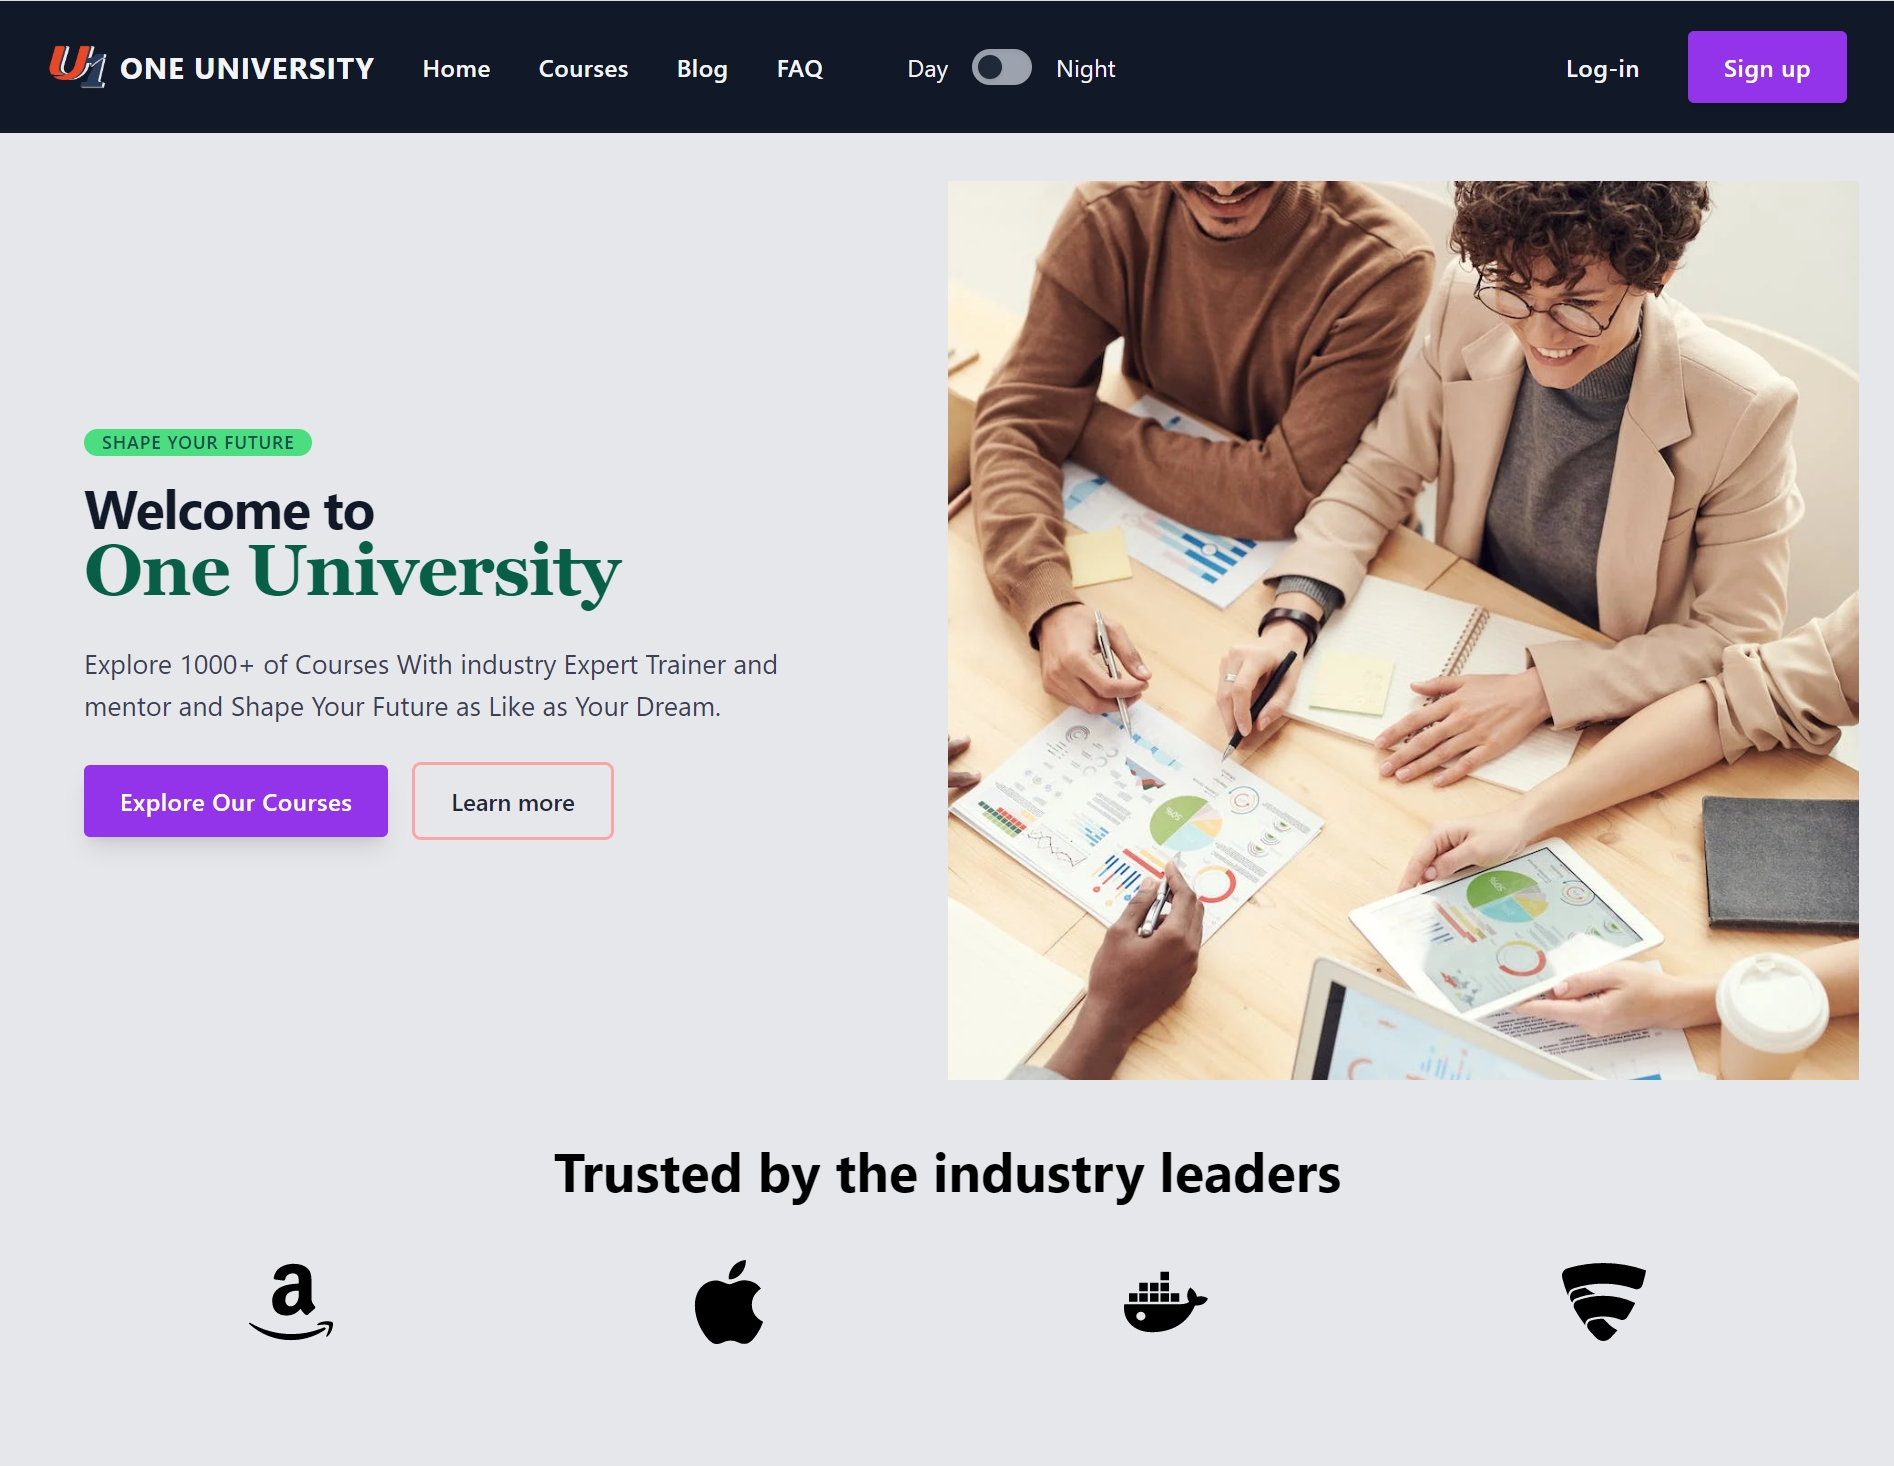 U1 ONE UNIVERSITY Home Courses Blog FAQ Day Night Log-in Sign up
SHAPE YOUR FUTURE
Welcome to
One University
Explore 1000+ of Courses With industry Expert Trainer and
mentor and Shape Your Future as Like as Your Dream.
Explore Our Courses Learn more
50%
50%
Trusted by the industry leaders
a